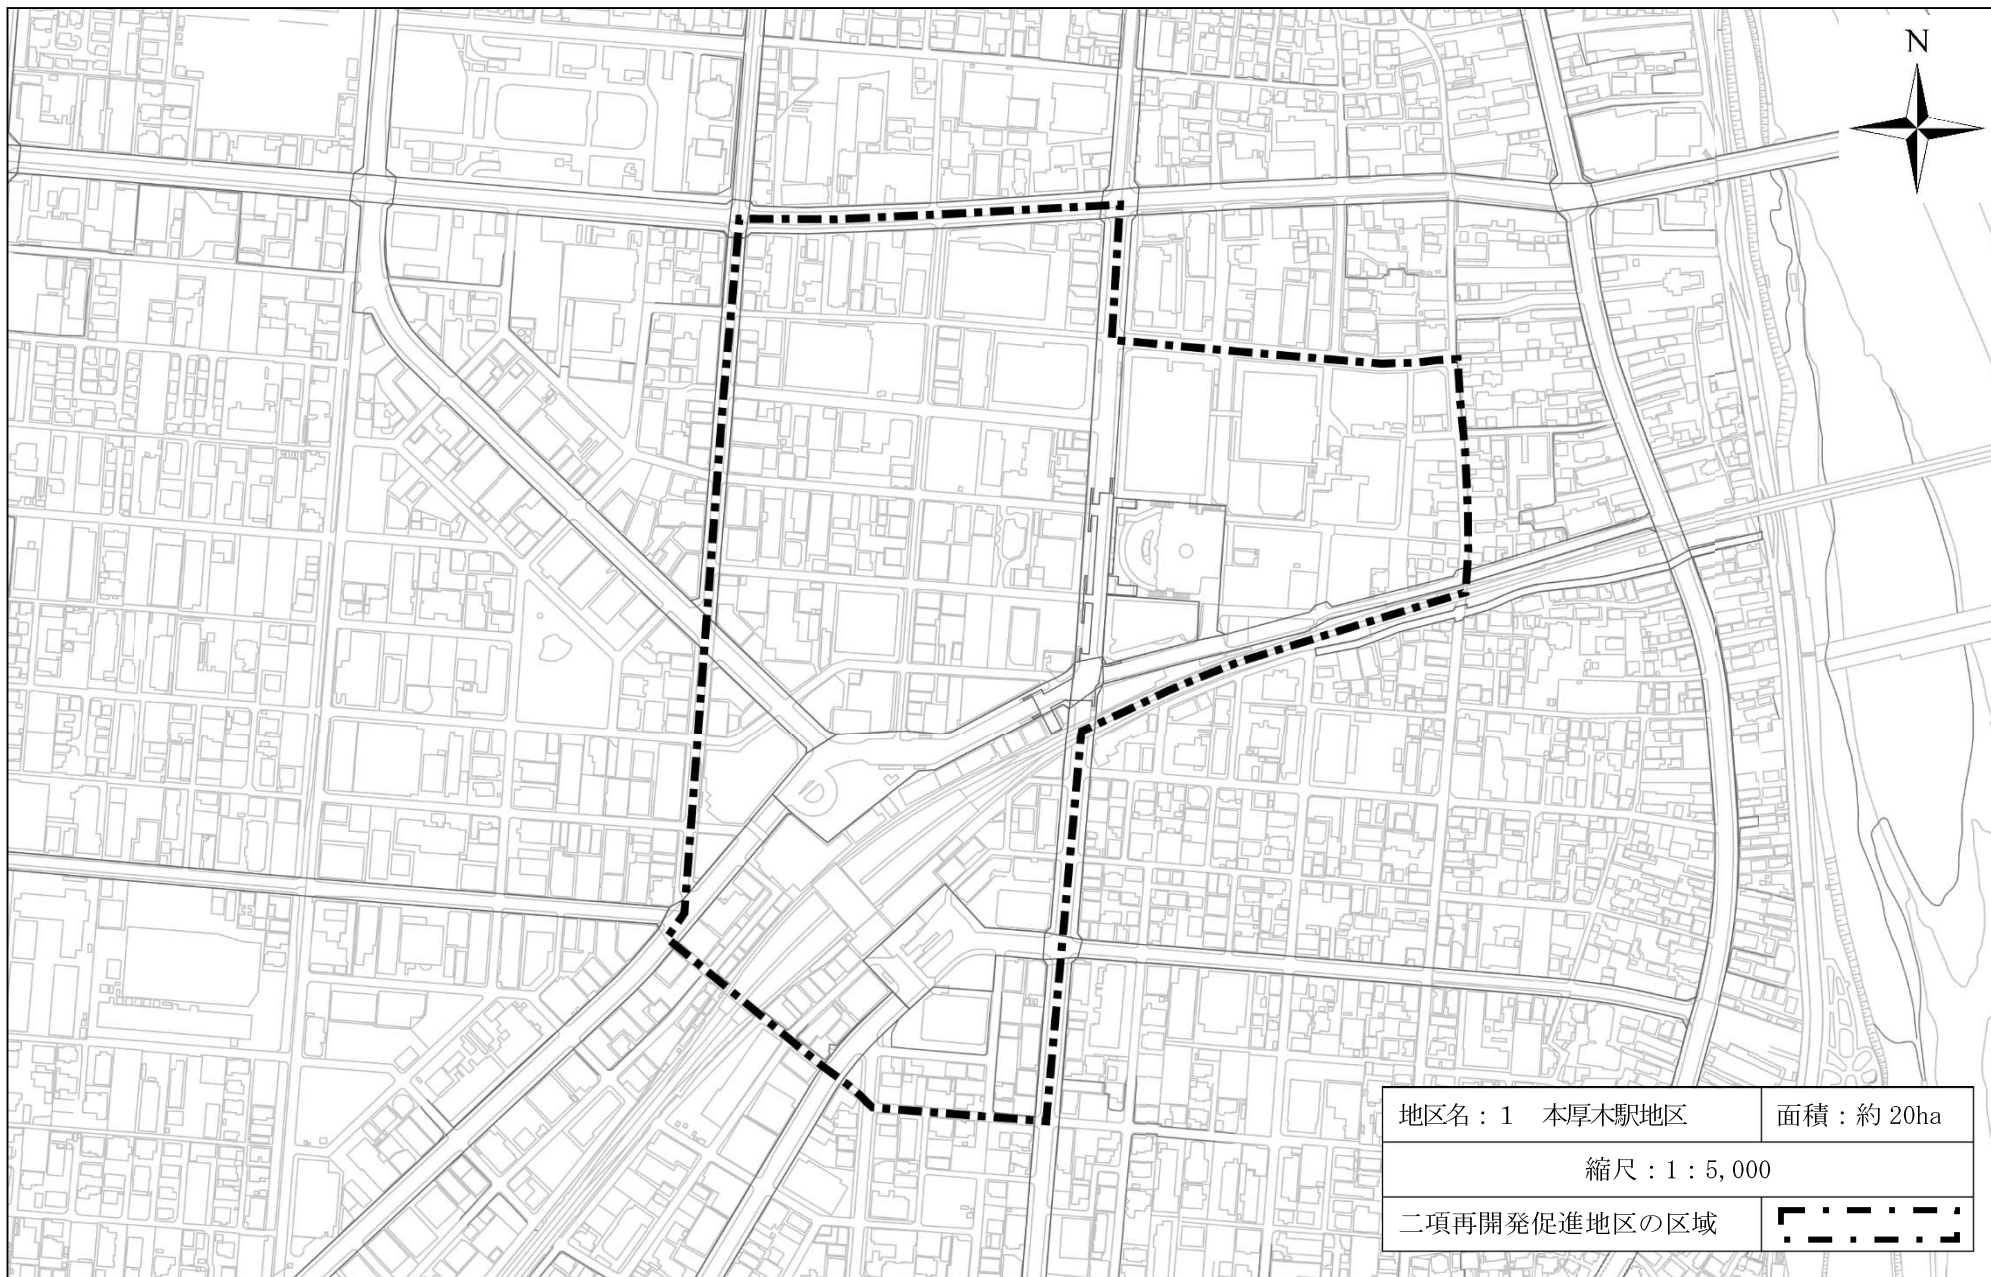 N
地区名：1　本厚木駅地区
面積：約 20ha
縮尺：1：5,000
二項再開発促進地区の区域